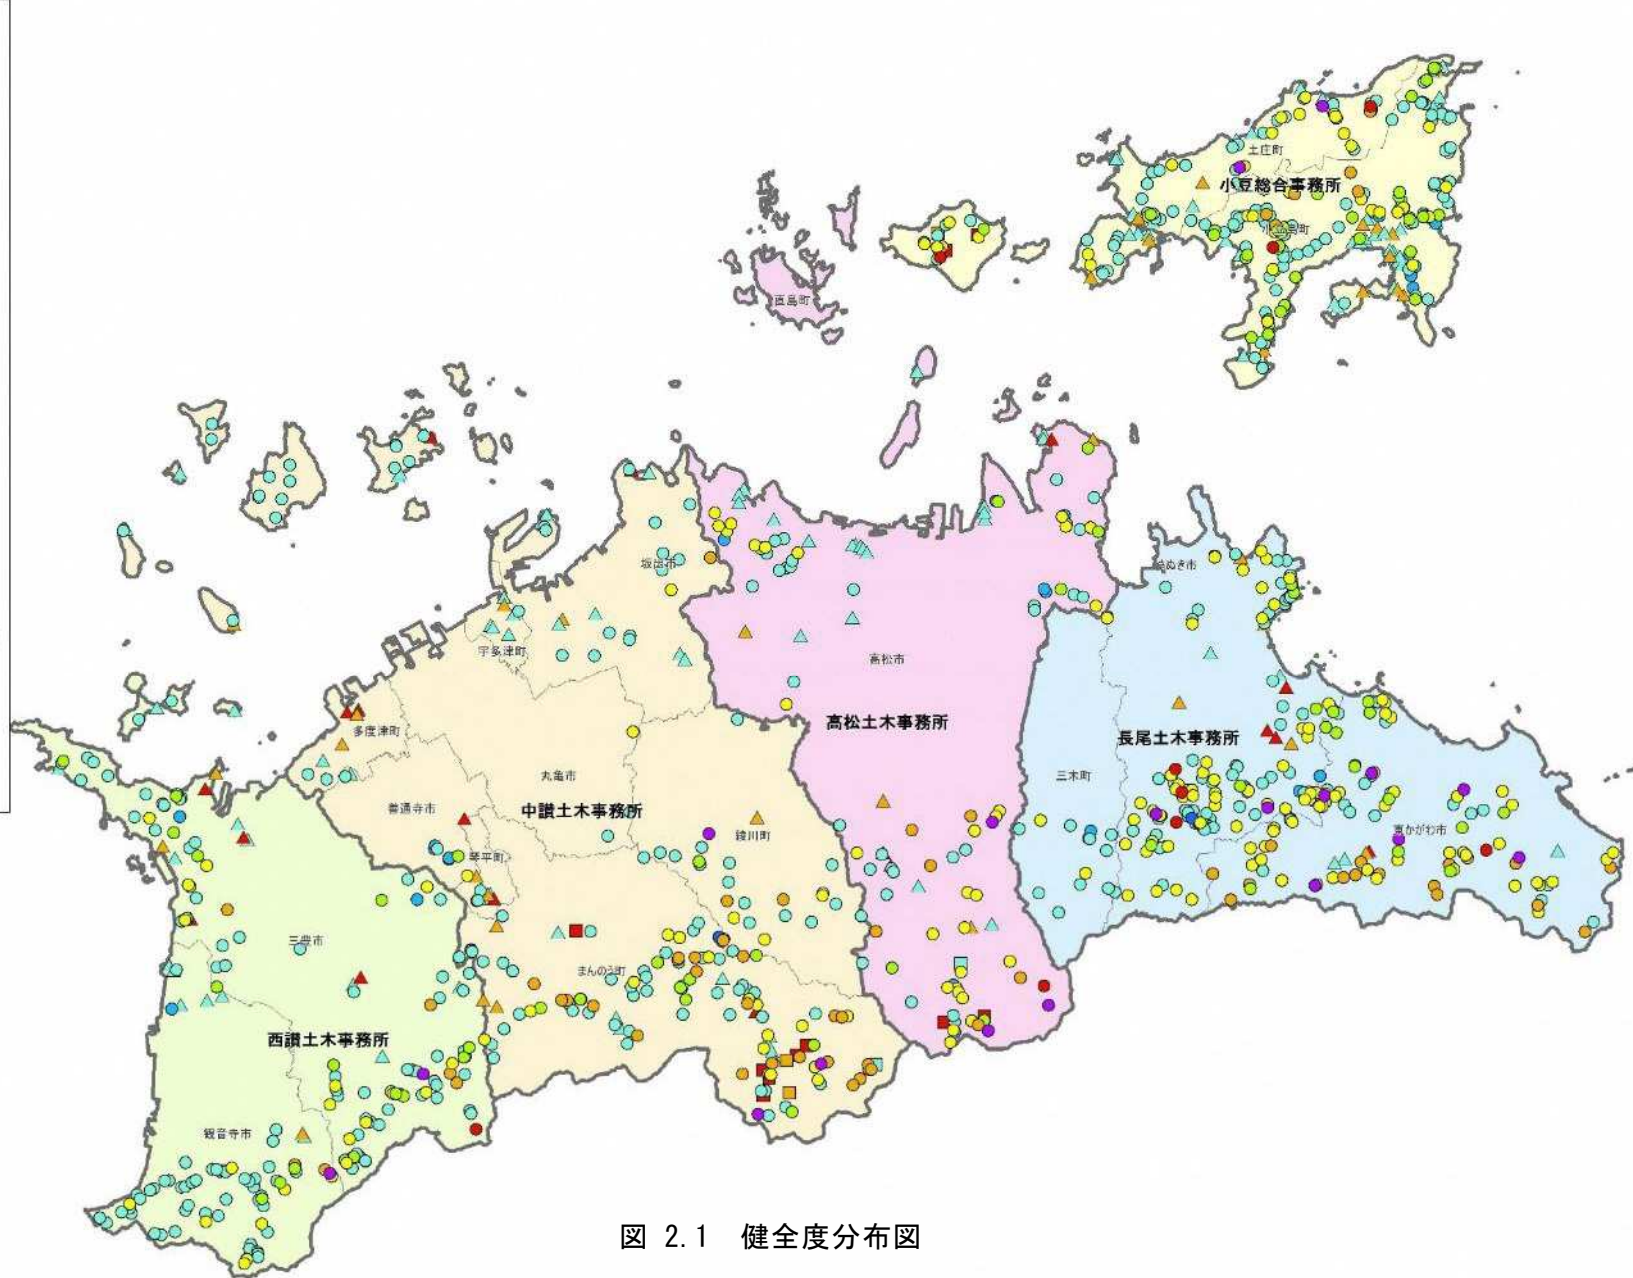 土庄町
小豆総合事務所
小豆島町
直島町
坂出市
さぬき市
宇多津町
高松市
高松土木事務所
多度津町
長尾土木事務所
丸亀市
三木町
善通寺市
中讃土木事務所
綾川町
東かがわ市
琴平町
三豊市
まんのう町
西讃土木事務所
観音寺市
図 2.1 健全度分布図